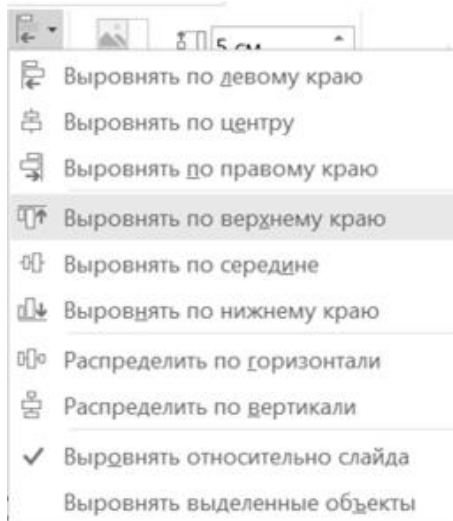 5 см
Выровнять по левому краю
Выровнять по центру
Выровнять по правому краю
Выровнять по верхнему краю
Выровнять по середине
Выровнять по нижнему краю
Распределить по горизонтали
Распределить по вертикали
Выровнять относительно слайда
Выровнять выделенные объекты